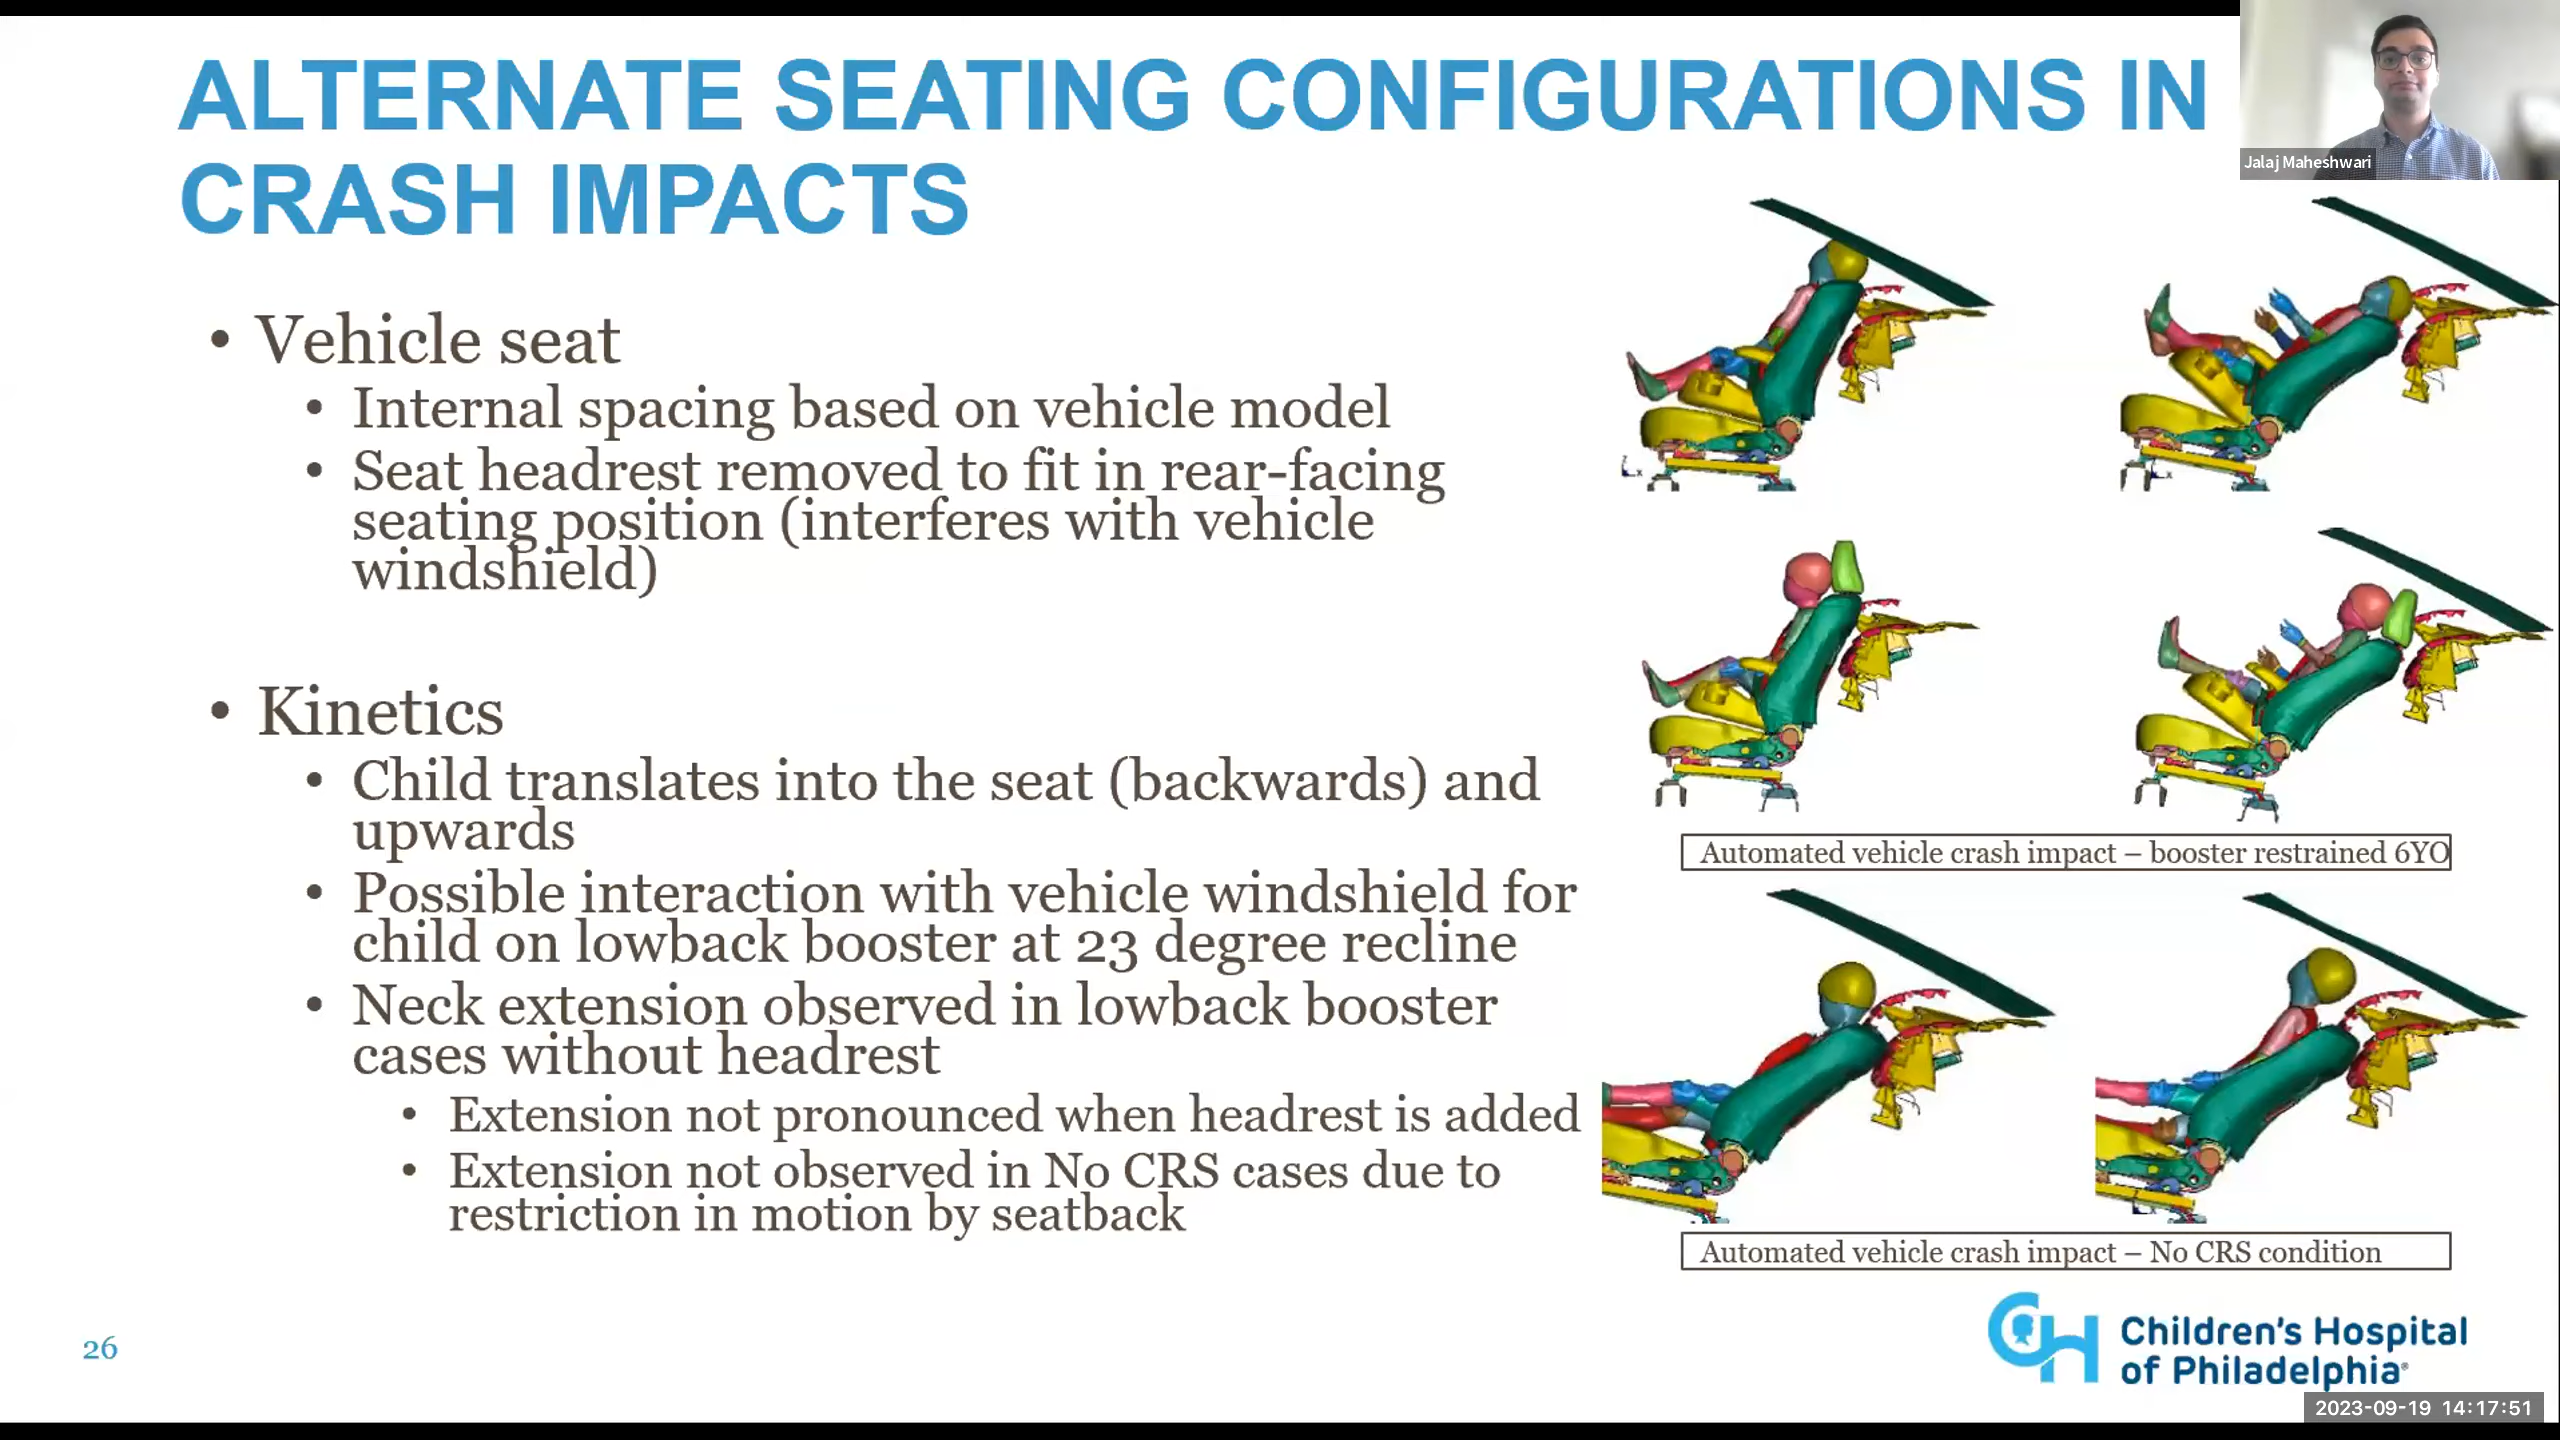 ALTERNATE SEATING CONFIGURATIONS IN
CRASH IMPACTS
Jalaj Maheshwari
• Vehicle seat
• Internal spacing based on vehicle model
• Seat headrest removed to fit in rear-facing
seating position (interferes with vehicle
windshield)
• Kinetics
• Child translates into the seat (backwards) and
upwards
• Possible interaction with vehicle windshield for
child on lowback booster at 23 degree recline
• Neck extension observed in lowback booster
cases without headrest
• Extension not pronounced when headrest is added
• Extension not observed in No CRS cases due to
restriction in motion by seatback
Automated vehicle crash impact – booster restrained 6YO
Automated vehicle crash impact – No CRS condition
26
CH
Children's Hospital
of Philadelphia®
2023-09-19 14:17:51